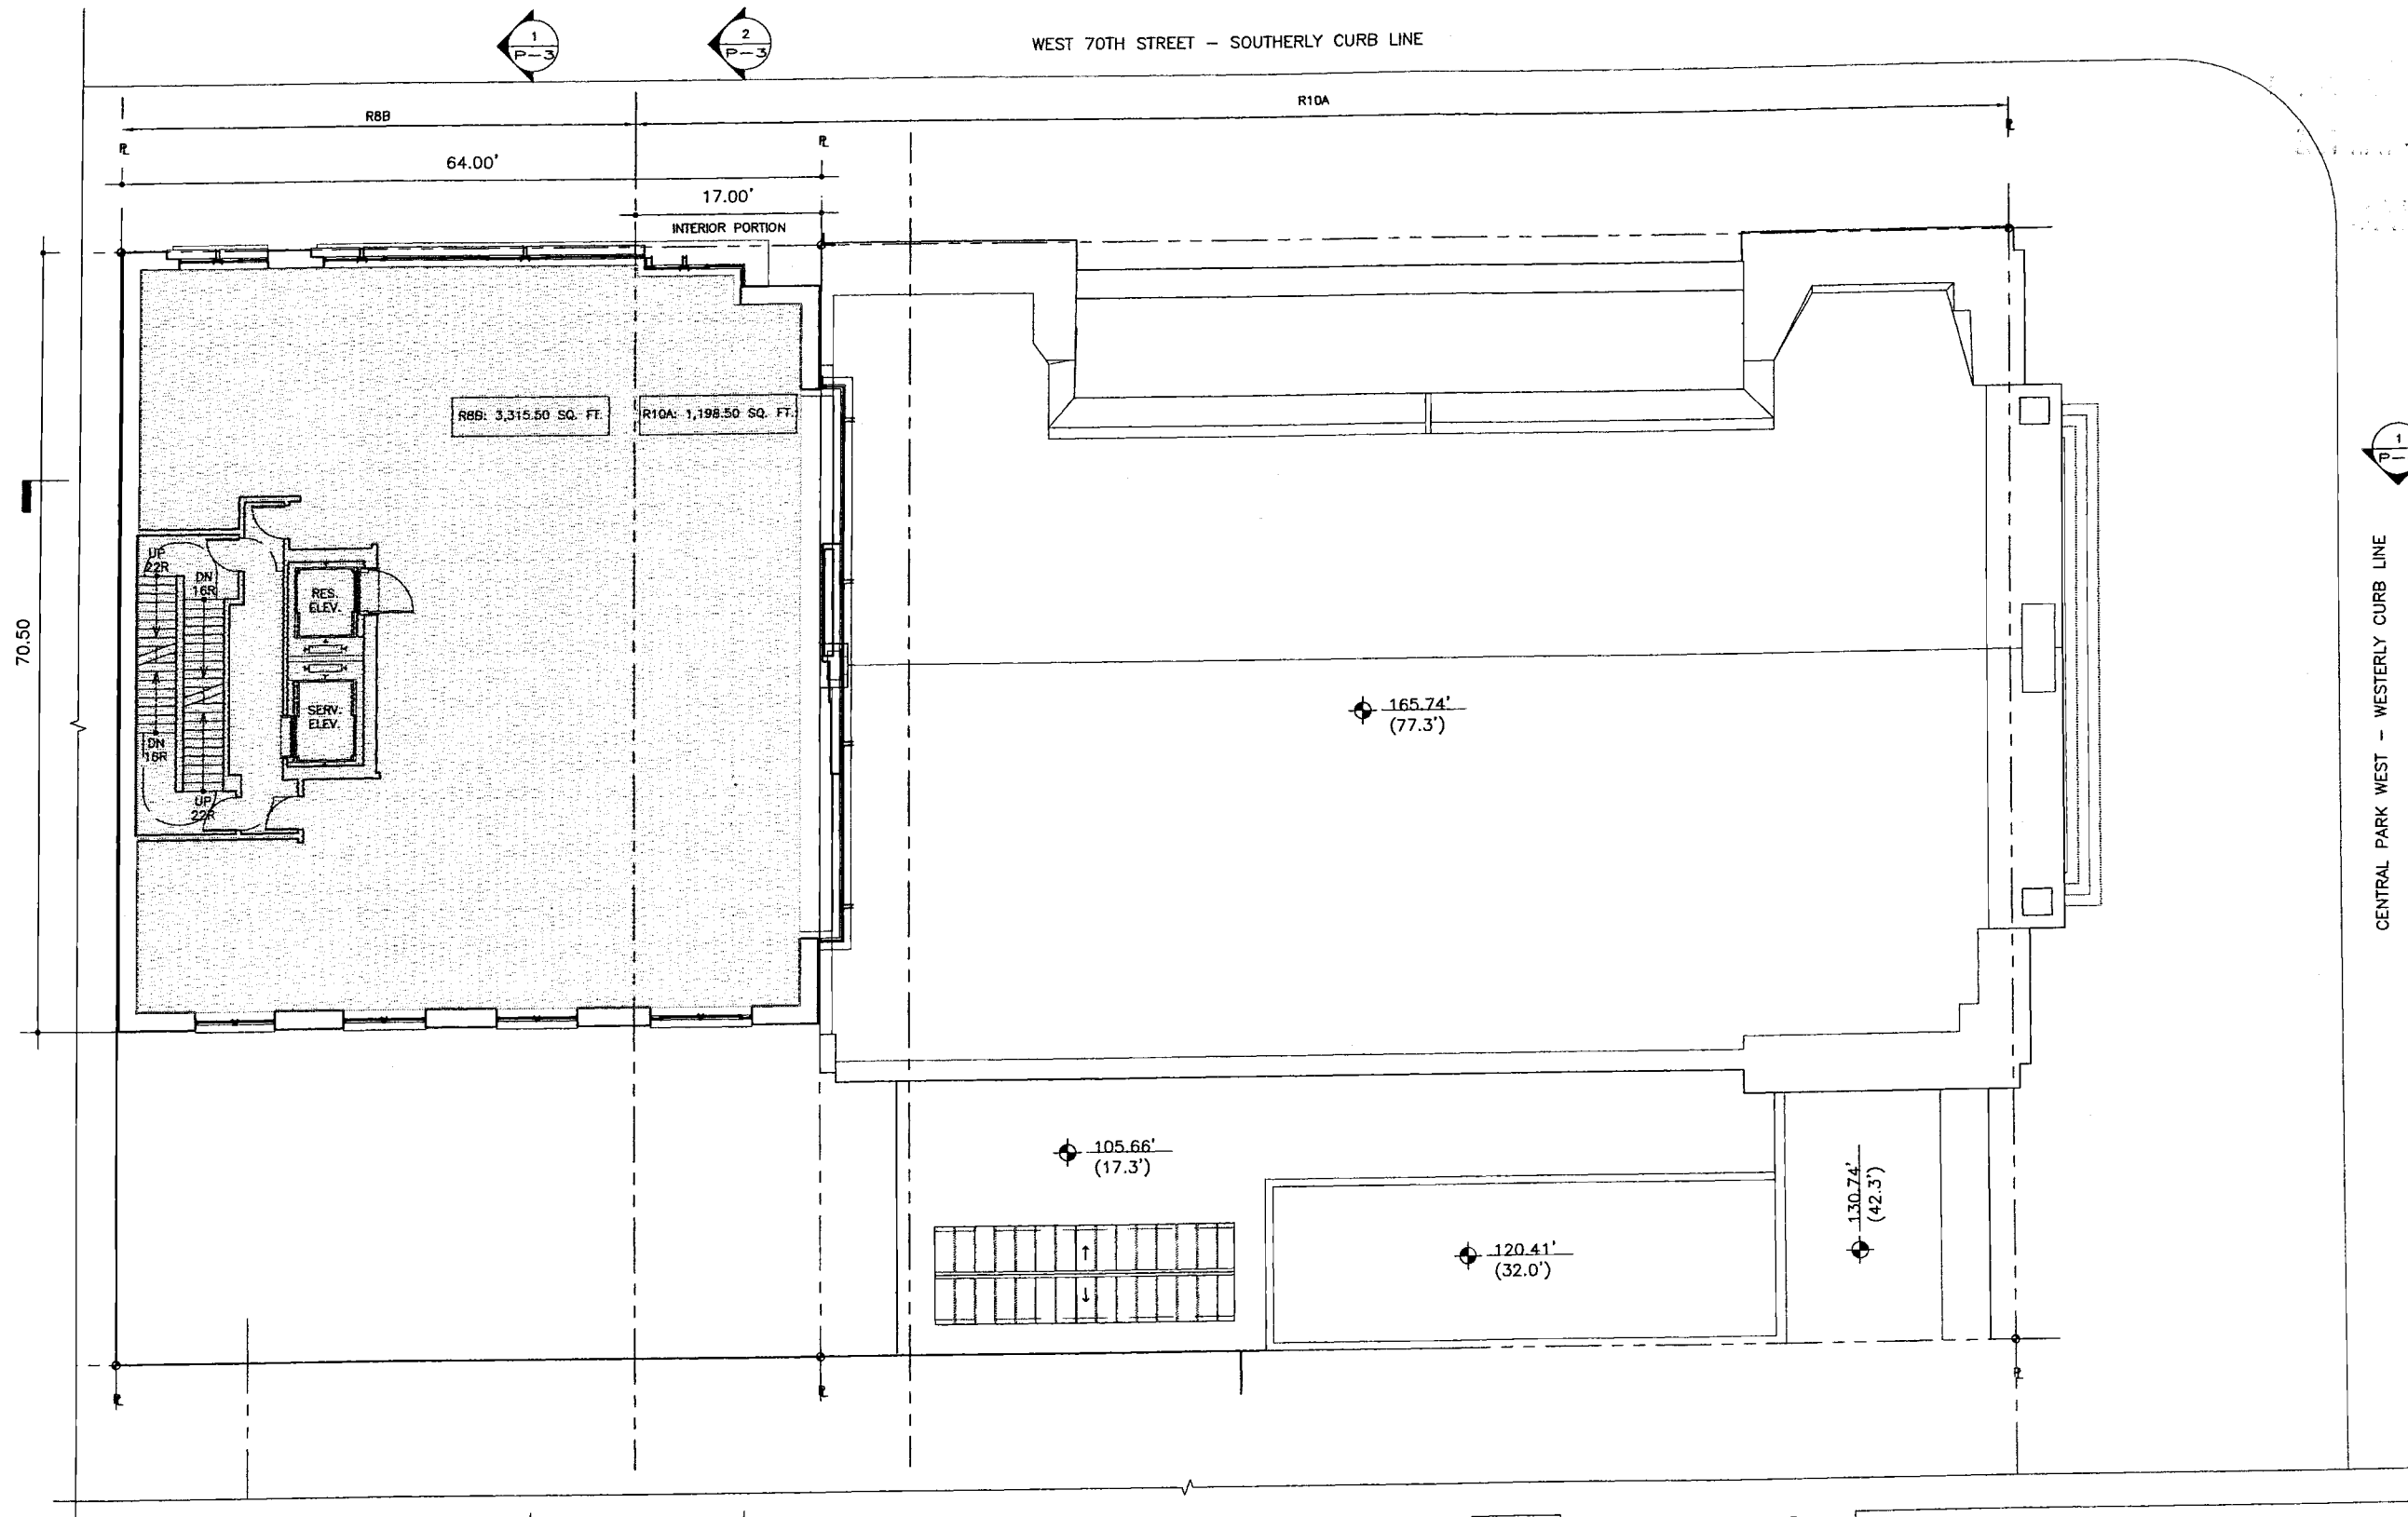 1
P-3
2
P-3
WEST 70TH STREET - SOUTHERLY CURB LINE
R8B
R10A
64.00'
17.00'
INTERIOR PORTION
R8B: 3,315.50 SQ. FT.
R10A: 1,198.50 SQ. FT.
1
P-
70.50
UP
22R
DN
16R
RES.
ELEV.
SERV.
ELEV.
DN
16R
UP
22R
165.74'
(77.3')
CENTRAL PARK WEST - WESTERLY CURB LINE
105.66'
(17.3')
120.41'
(32.0')
130.74'
(42.3')